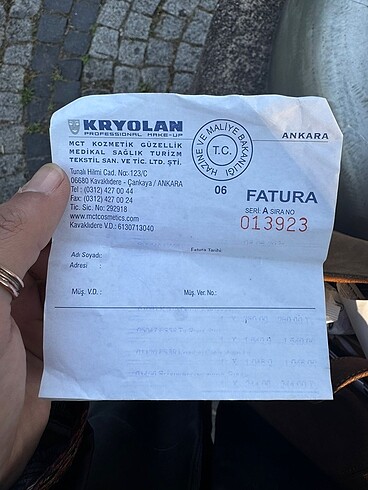 KRYOLAN
PROFESSIONAL MAKE-UP
ANKARA
MCT KOZMETİK GÜZELLİK
MEDİKAL SAĞLIK TURİZM
TEKSTİL SAN. VE TİC. LTD. ŞTİ.
T.C.
HAZİNE VE MALİYE BAKANLIĞI
Tunalı Hilmi Cad. No: 123/C
06680 Kavaklıdere - Çankaya / ANKARA
Tel : (0312) 427 00 44
Fax: (0312) 427 00 24
Tic. Sic. No: 292918
www.mctcosmetics.com
Kavaklıdere V.D.: 6130713040
06
FATURA
SERİ: A SIRA NO
013923
Fatura Tarihi
Adı Soyadı:
Adresi :
Müş. V.D. :
Müş. Ver. No.: